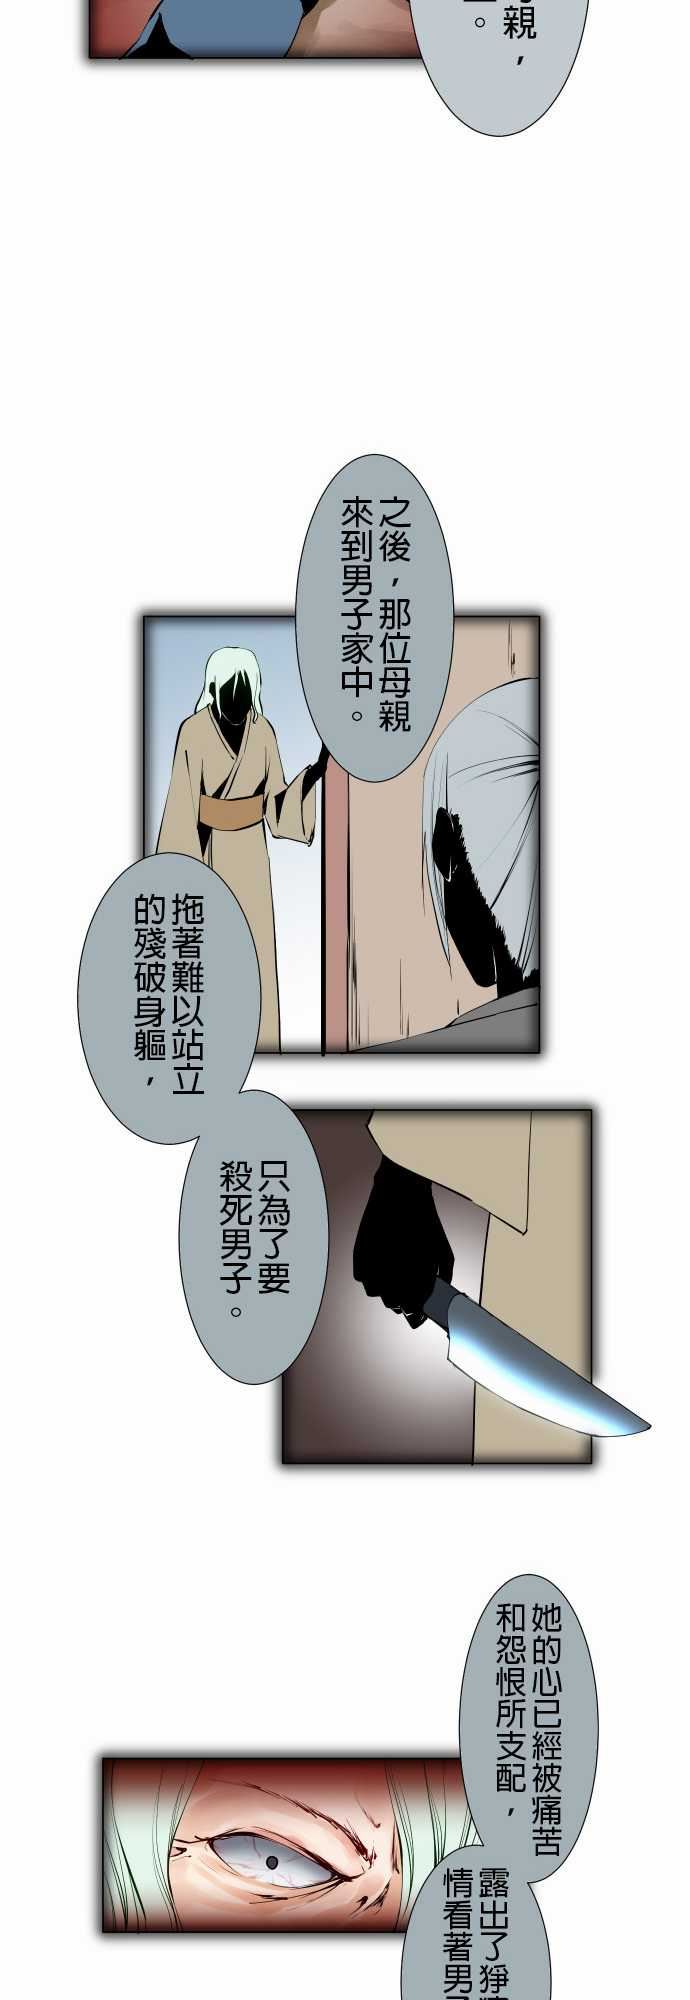 親，
。
之後，那位母親
來到男子家中。
拖著難以站立
的殘破身軀，
只為了要
殺死男子。
她的心已經被痛苦
和怨恨所支配，
露出了猙
情看著男